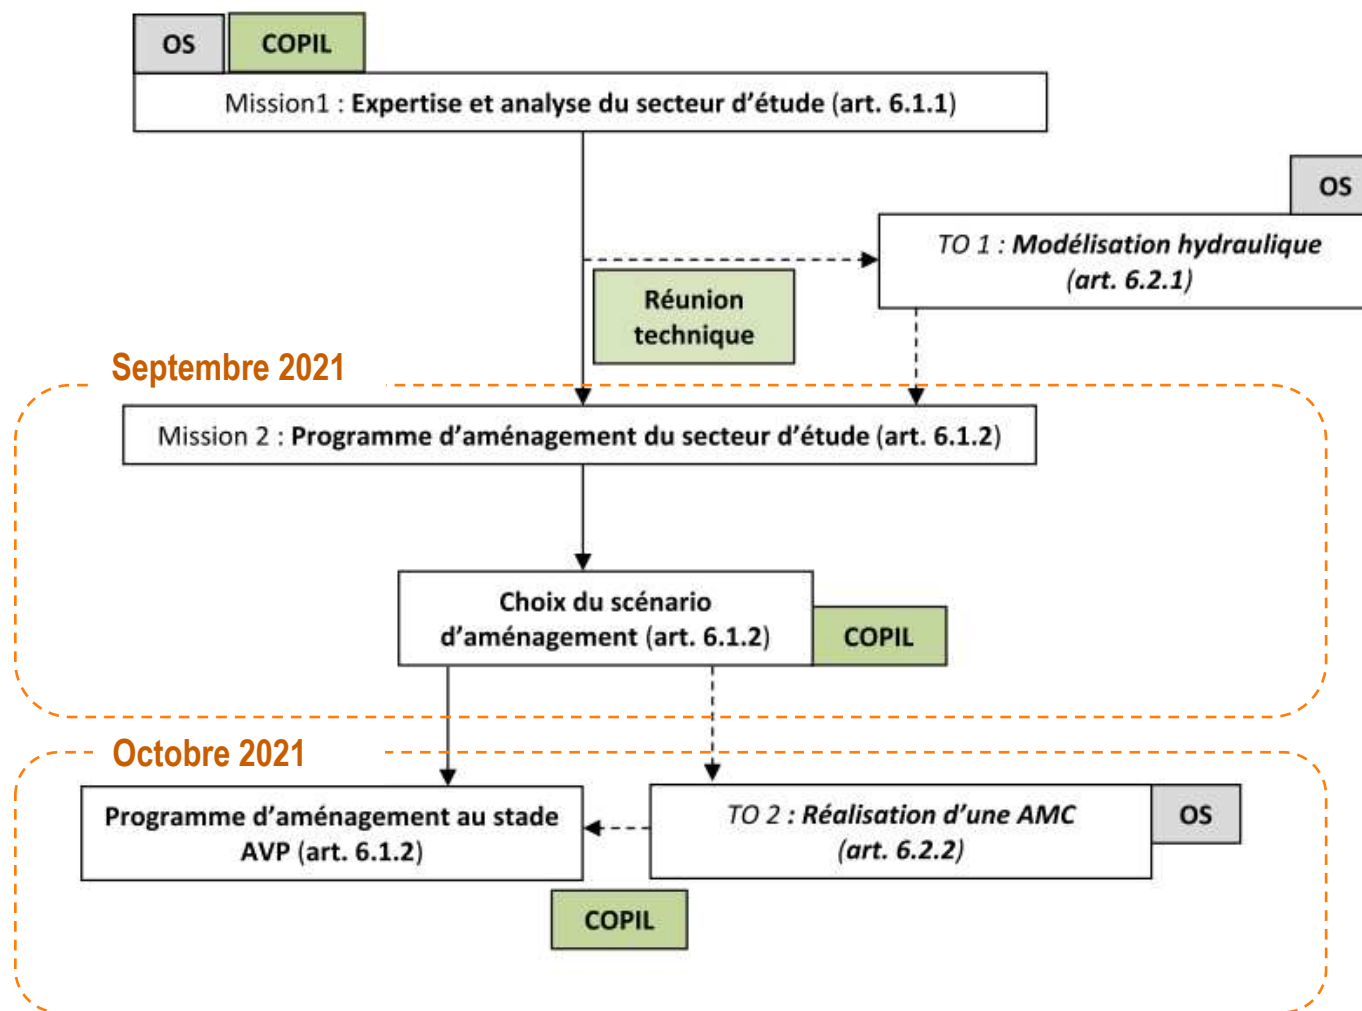 OS
COPIL
Mission1 : Expertise et analyse du secteur d’étude (art. 6.1.1)
OS
TO 1 : Modélisation hydraulique
(art. 6.2.1)
Réunion
technique
Septembre 2021
Mission 2 : Programme d’aménagement du secteur d’étude (art. 6.1.2)
Choix du scénario
d’aménagement (art. 6.1.2)
COPIL
Octobre 2021
Programme d’aménagement au stade
AVP (art. 6.1.2)
TO 2 : Réalisation d’une AMC
(art. 6.2.2)
OS
COPIL